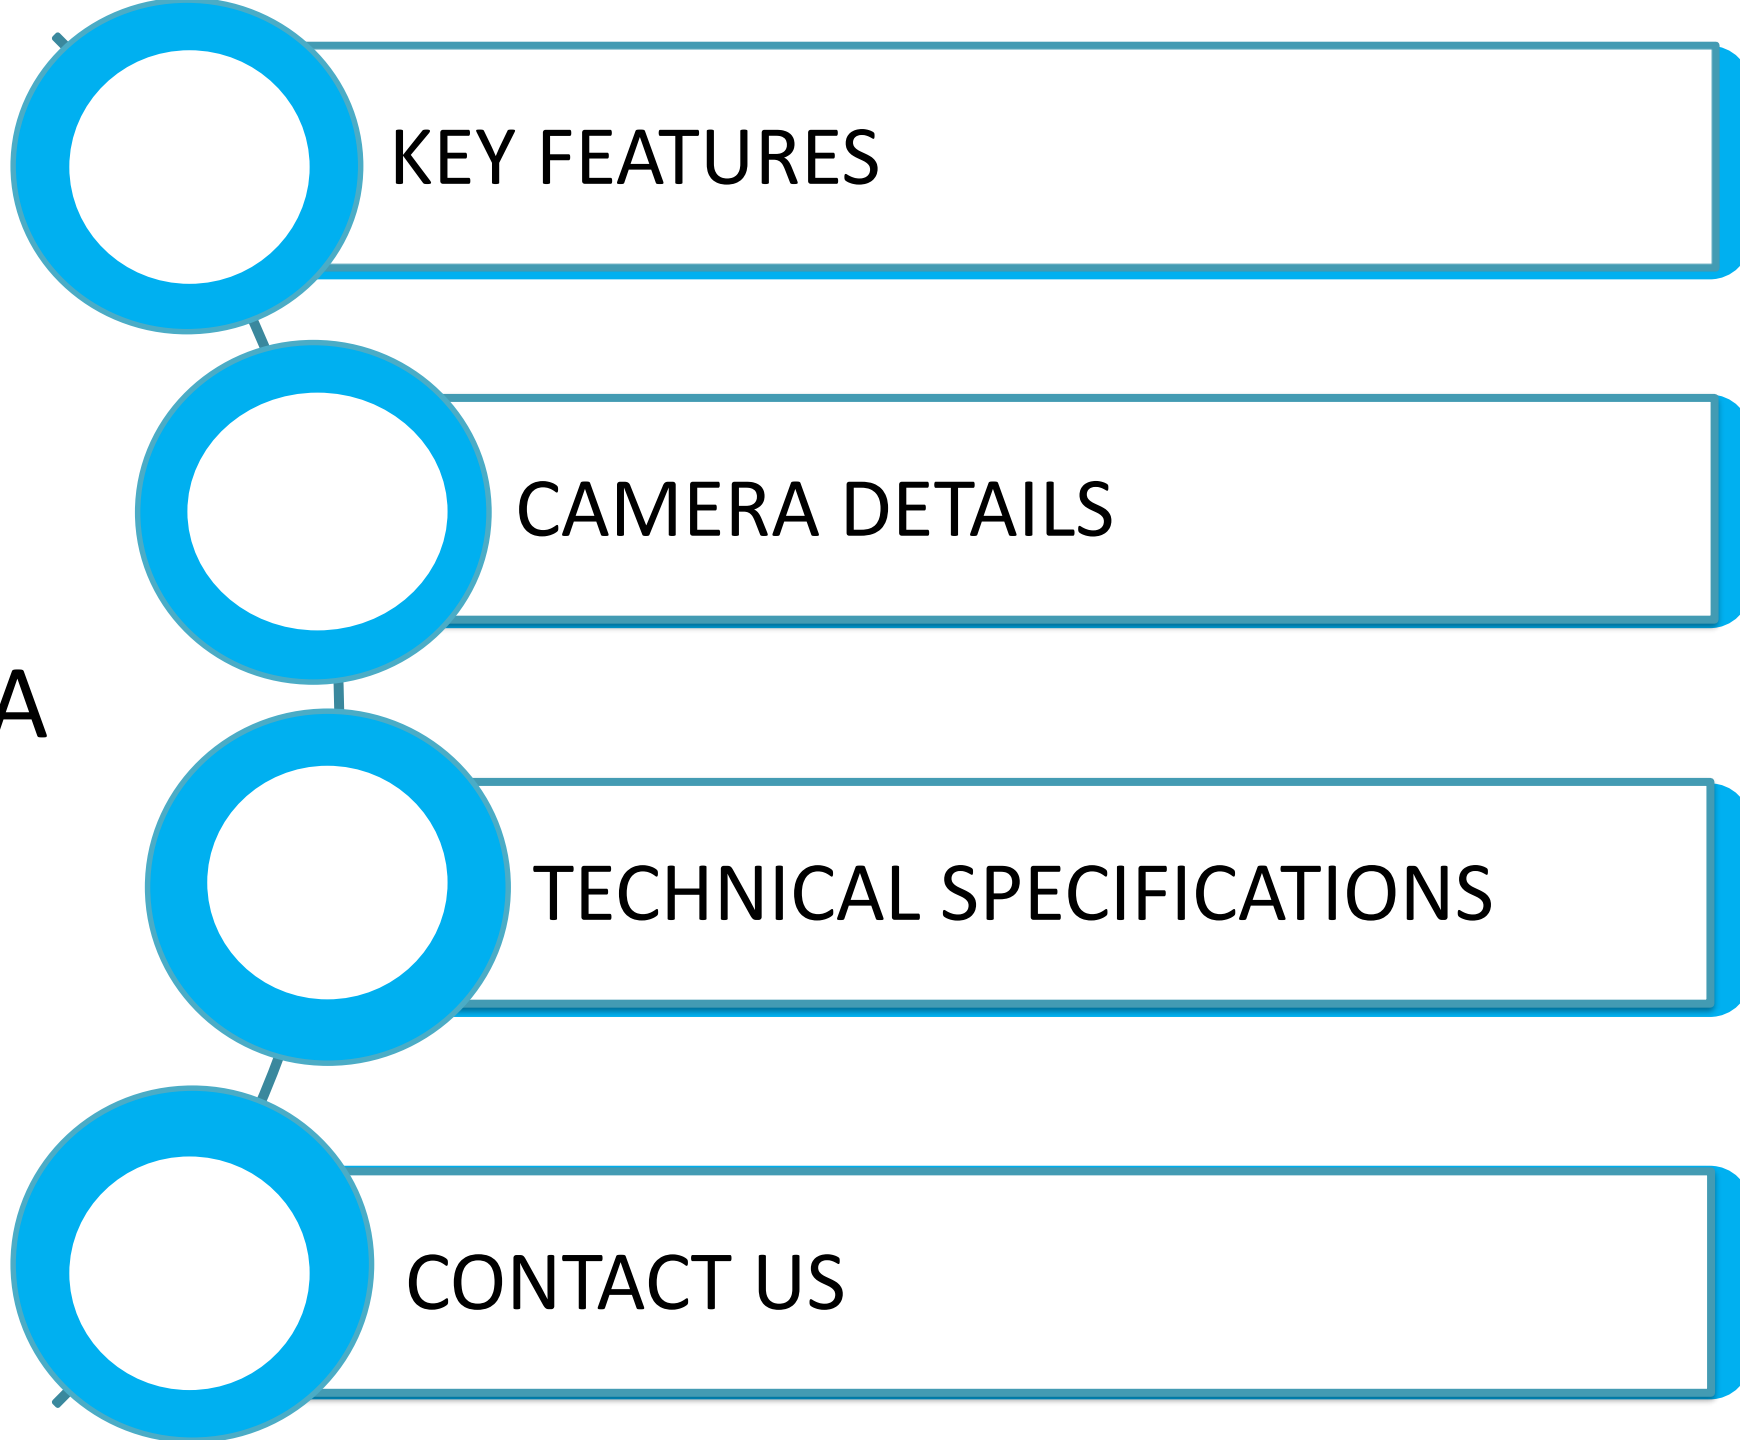 KEY FEATURES
CAMERA DETAILS
A
TECHNICAL SPECIFICATIONS
CONTACT US